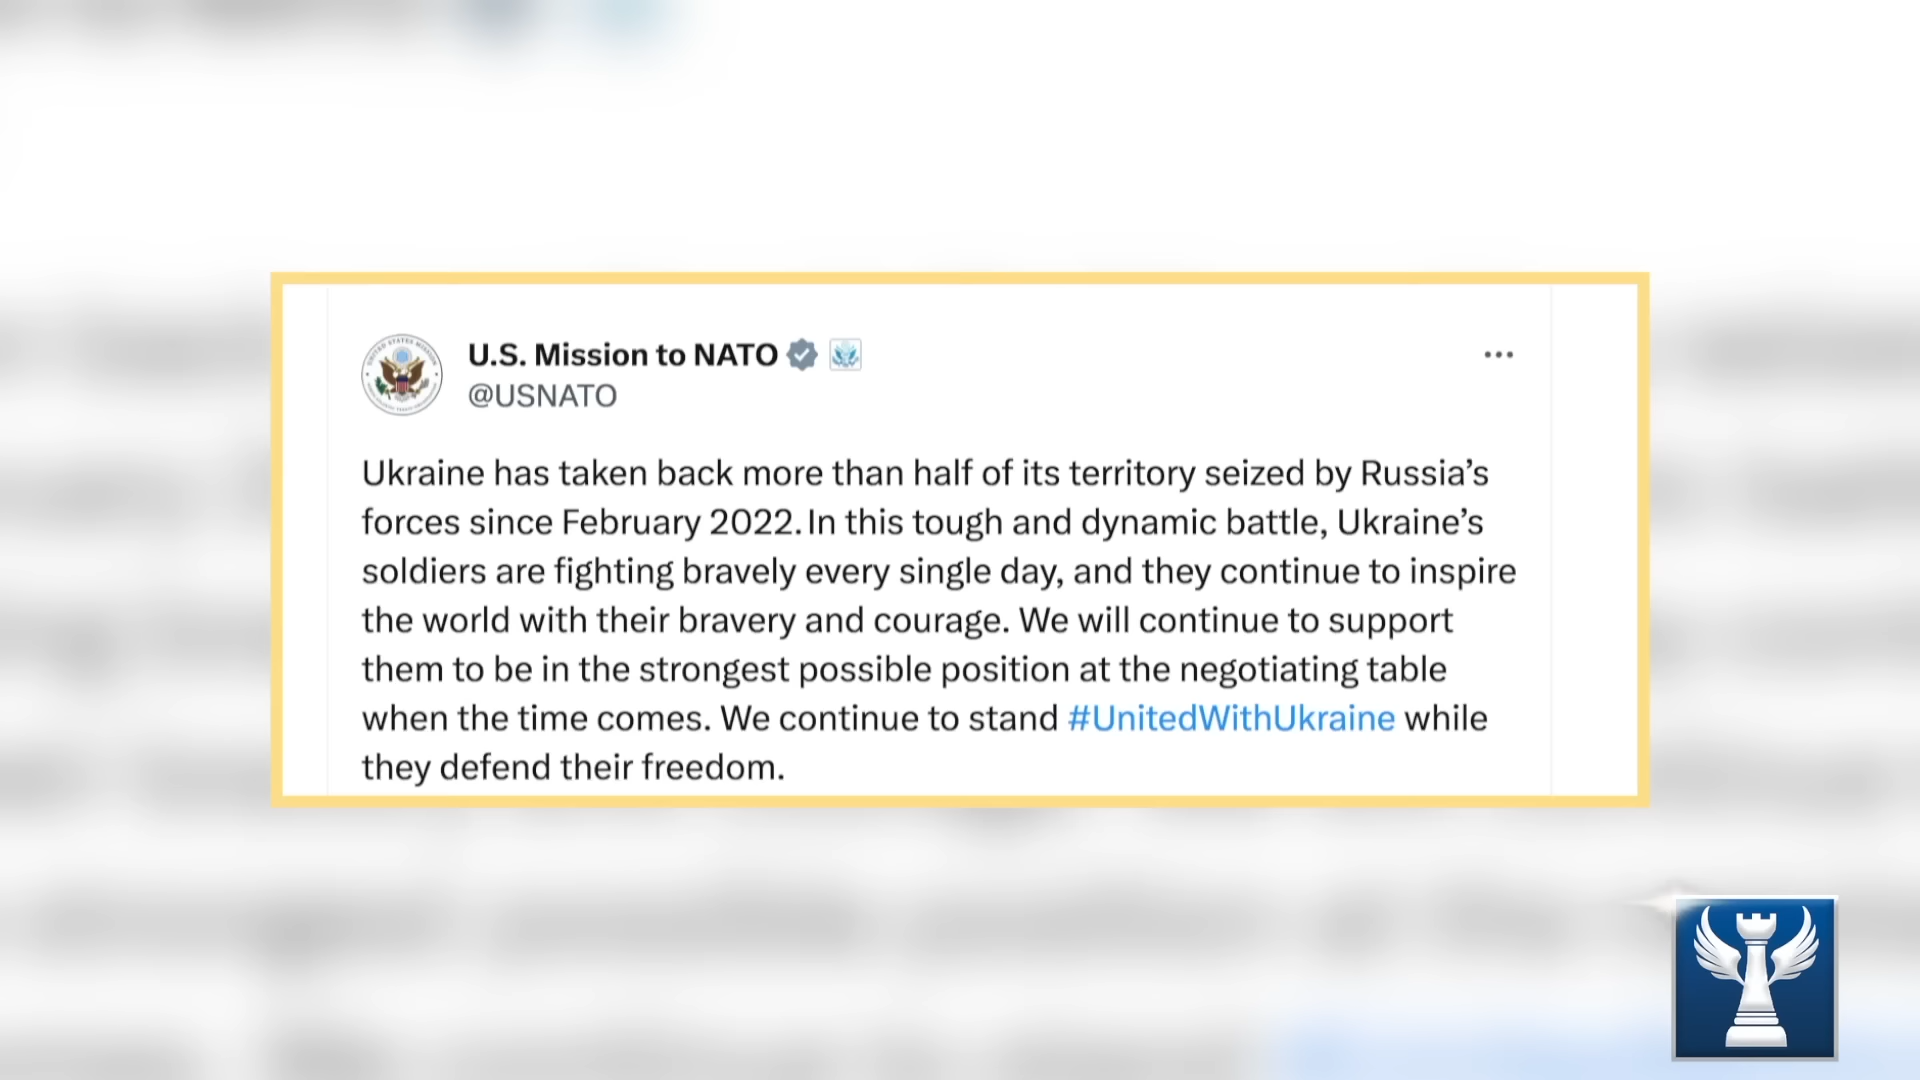 U.S. Mission to NATO
@USNATO
Ukraine has taken back more than half of its territory seized by Russia’s
forces since February 2022. In this tough and dynamic battle, Ukraine’s
soldiers are fighting bravely every single day, and they continue to inspire
the world with their bravery and courage. We will continue to support
them to be in the strongest possible position at the negotiating table
when the time comes. We continue to stand #UnitedWithUkraine while
they defend their freedom.